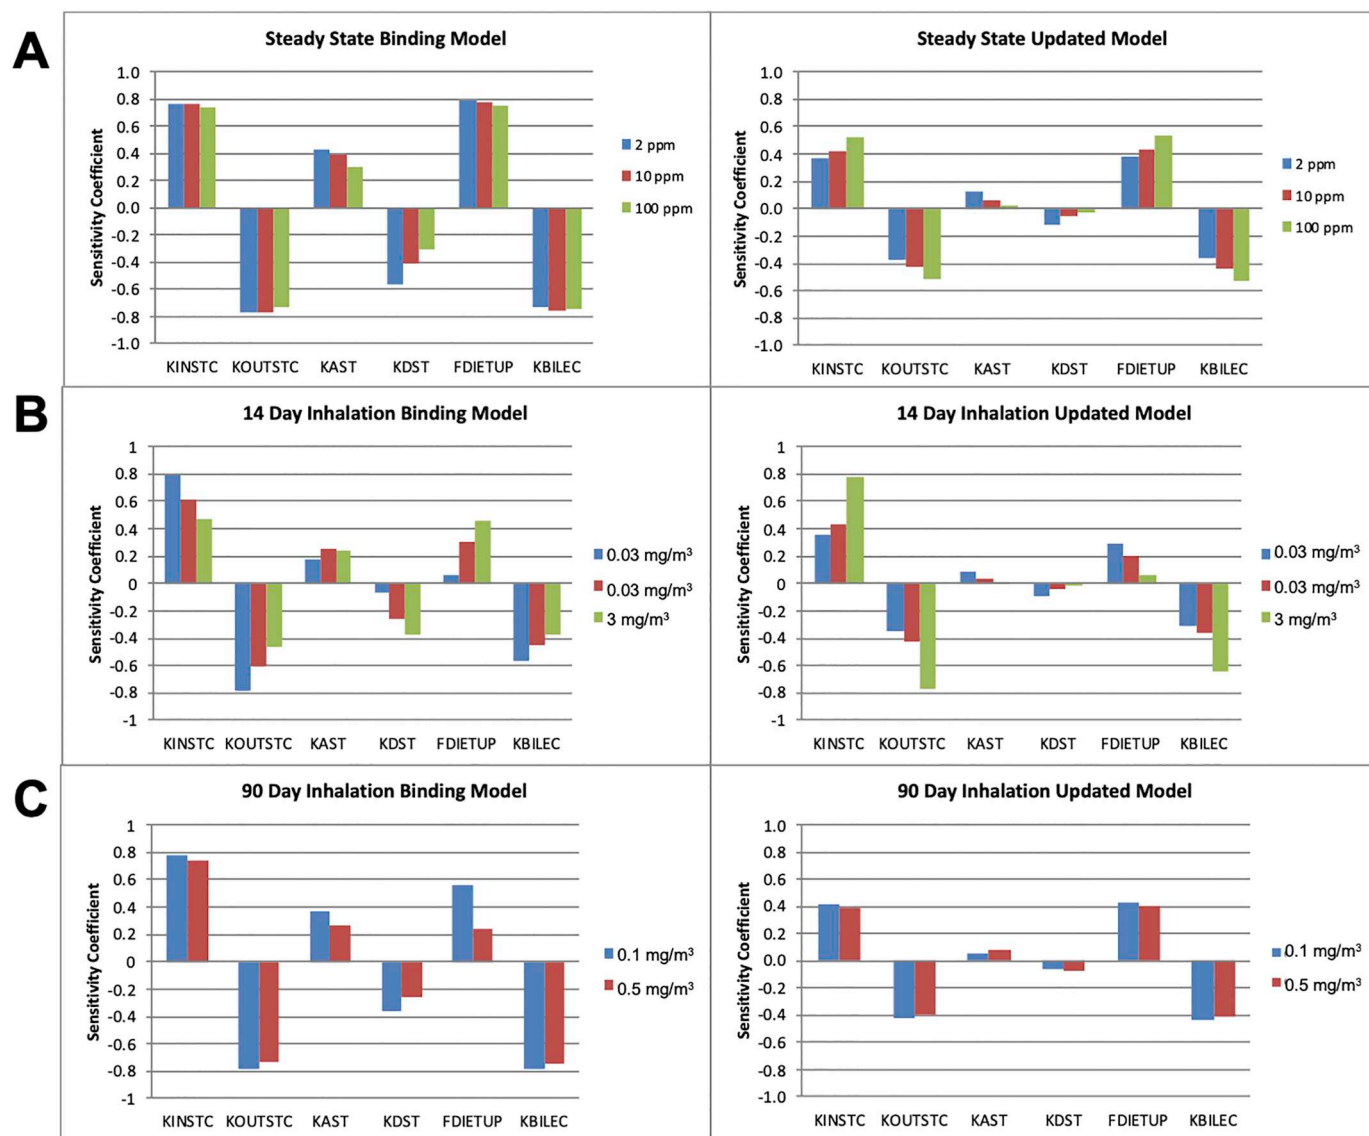 A
Steady State Binding Model
Sensitivity Coefficient
1.0
0.8
0.6
0.4
0.2
0.0
-0.2
-0.4
-0.6
-0.8
-1.0
KINSTC KOUTSTC KAST KDST FDIETUP KBILEC
2 ppm
10 ppm
100 ppm
Steady State Updated Model
Sensitivity Coefficient
1.0
0.8
0.6
0.4
0.2
0.0
-0.2
-0.4
-0.6
-0.8
-1.0
KINSTC KOUTSTC KAST KDST FDIETUP KBILEC
2 ppm
10 ppm
100 ppm
B
14 Day Inhalation Binding Model
Sensitivity Coefficient
1
0.8
0.6
0.4
0.2
0
-0.2
-0.4
-0.6
-0.8
-1
KINSTC KOUTSTC KAST KDST FDIETUP KBILEC
0.03 mg/m³
0.03 mg/m³
3 mg/m³
14 Day Inhalation Updated Model
Sensitivity Coefficient
1
0.8
0.6
0.4
0.2
0
-0.2
-0.4
-0.6
-0.8
-1
KINSTC KOUTSTC KAST KDST FDIETUP KBILEC
0.03 mg/m³
0.03 mg/m³
3 mg/m³
C
90 Day Inhalation Binding Model
Sensitivity Coefficient
1
0.8
0.6
0.4
0.2
0
-0.2
-0.4
-0.6
-0.8
-1
KINSTC KOUTSTC KAST KDST FDIETUP KBILEC
0.1 mg/m³
0.5 mg/m³
90 Day Inhalation Updated Model
Sensitivity Coefficient
1.0
0.8
0.6
0.4
0.2
0.0
-0.2
-0.4
-0.6
-0.8
-1.0
KINSTC KOUTSTC KAST KDST FDIETUP KBILEC
0.1 mg/m³
0.5 mg/m³